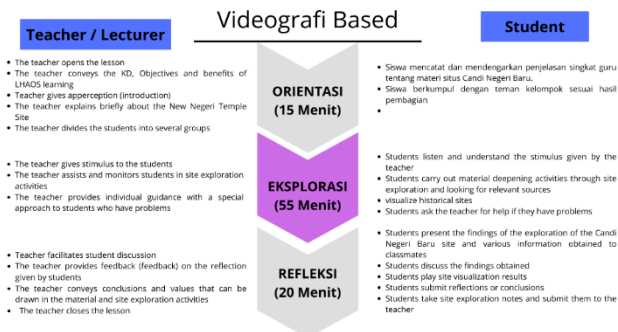 Videografi Based
Teacher / Lecturer
• The teacher opens the lesson
• The teacher conveys the KD, Objectives and benefits of
LHAOS learning
• Teacher gives apperception (introduction)
• The teacher explains briefly about the New Negeri Temple
Site
• The teacher divides the students into several groups
ORIENTASI
(15 Menit)
Student
• Siswa mencatat dan mendengarkan penjelasan singkat guru
tentang materi situs Candi Negeri Baru.
• Siswa berkumpul dengan teman kelompok sesuai hasil
pembagian
•
• The teacher gives stimulus to the students
• The teacher assists and monitors students in site exploration
activities
• The teacher provides individual guidance with a special
approach to students who have problems
EKSPLORASI
(55 Menit)
• Students listen and understand the stimulus given by the
teacher
• Students carry out material deepening activities through site
exploration and looking for relevant sources
• visualize historical sites
• Students ask the teacher for help if they have problems
• Teacher facilitates student discussion
• The teacher provides feedback (feedback) on the reflection
given by students
• The teacher conveys conclusions and values that can be
drawn in the material and site exploration activities
• The teacher closes the lesson
REFLEKSI
(20 Menit)
• Students present the findings of the exploration of the Candi
Negeri Baru site and various information obtained to
classmates
• Students discuss the findings obtained
• Students play site visualization results
• Students submit reflections or conclusions
• Students take site exploration notes and submit them to the
teacher